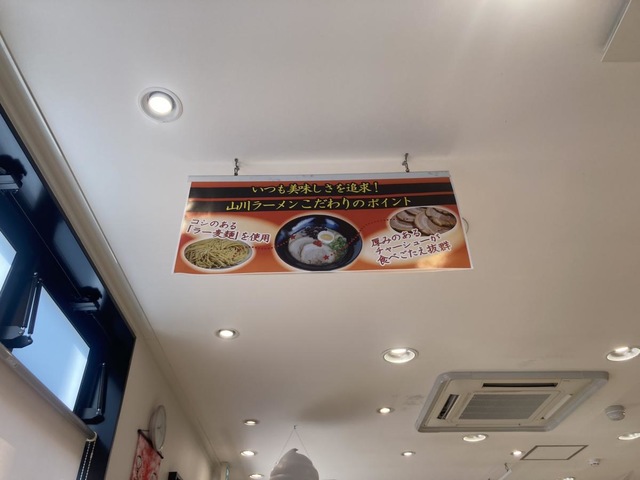 いつも美味しさを追求!
山川ラーメンこだわりのポイント
コシのある
「ラー麦麺」を使用
厚みのある
チャーシューが
食べごたえ抜群